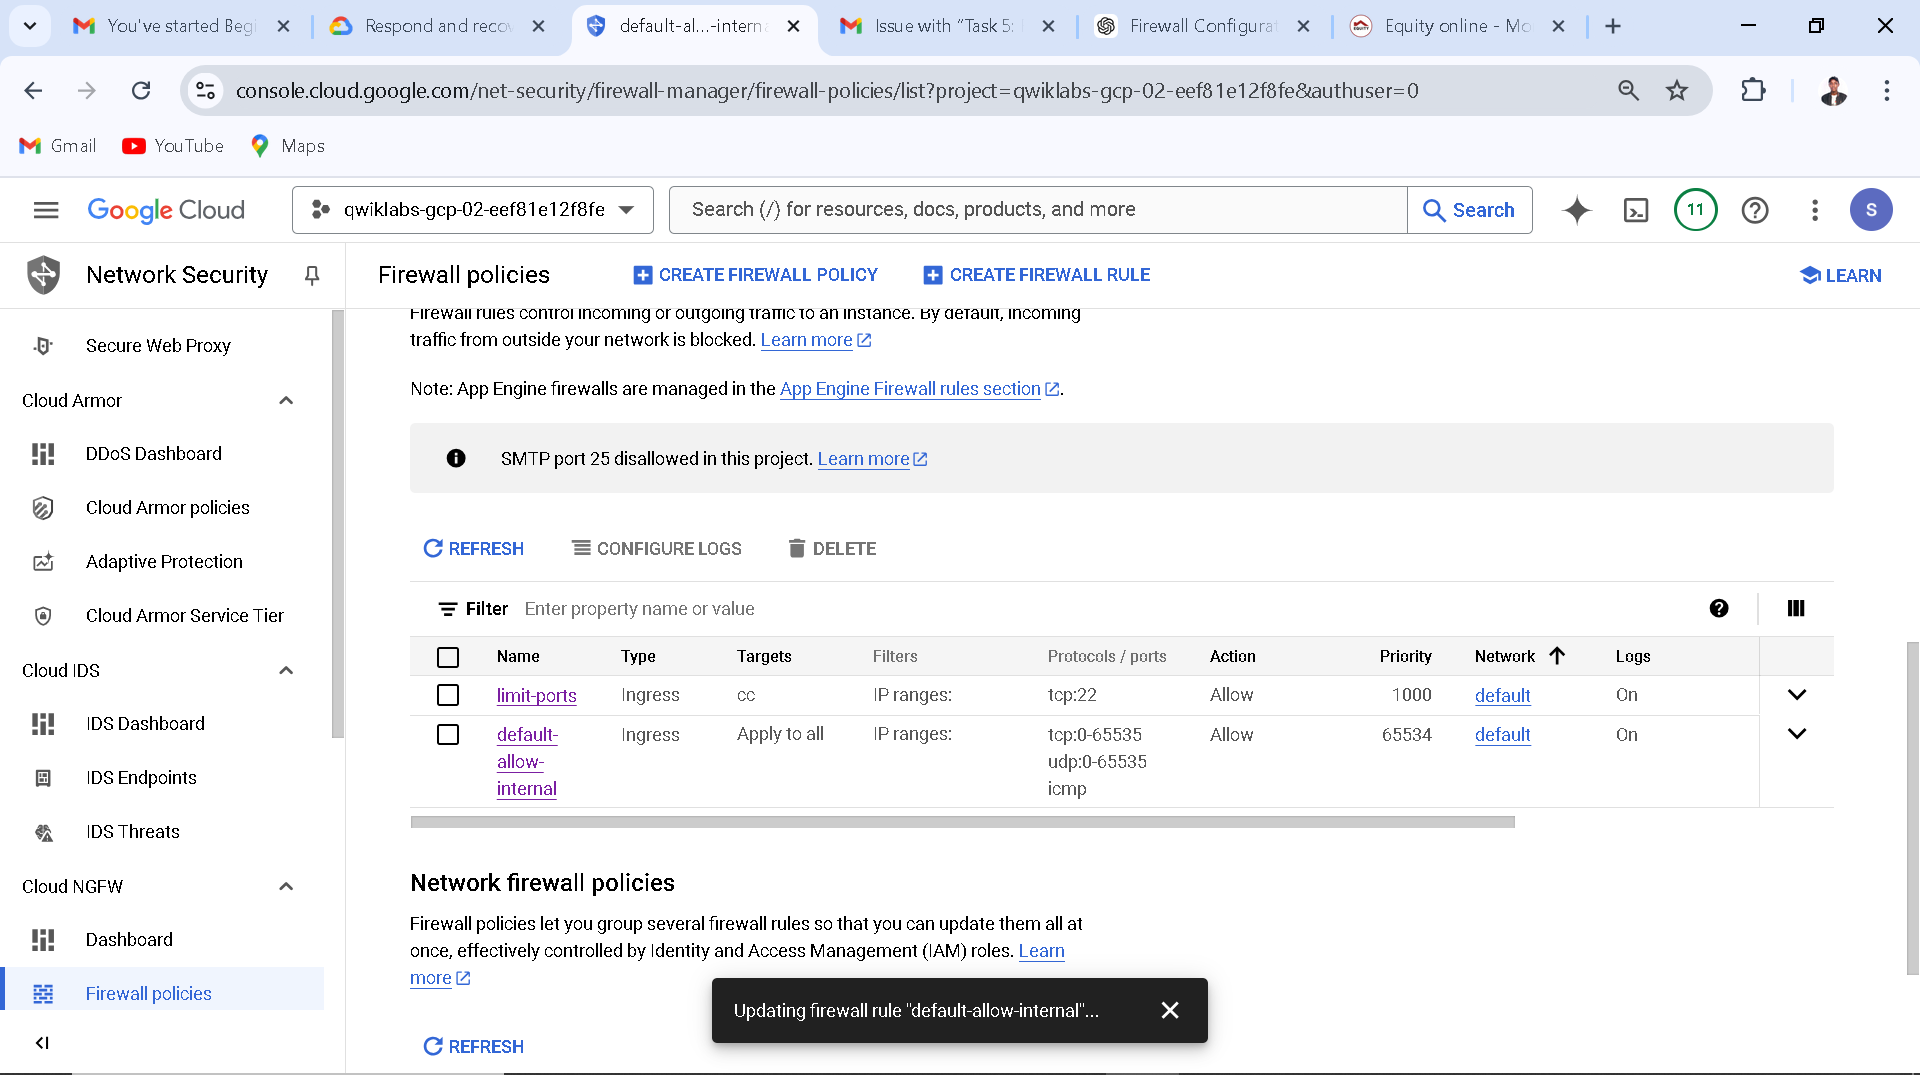 You've started Begi
Respond and recov
default-al...-interna
Issue with “Task 5:
Firewall Configurat
Equity online - Mo
console.cloud.google.com/net-security/firewall-manager/firewall-policies/list?project=qwiklabs-gcp-02-eef81e12f8fe&authuser=0
Gmail
YouTube
Maps
Google Cloud
qwiklabs-gcp-02-eef81e12f8fe
Search (/) for resources, docs, products, and more
Search
11
S
Network Security
Firewall policies
CREATE FIREWALL POLICY
CREATE FIREWALL RULE
LEARN
Secure Web Proxy
Cloud Armor
DDoS Dashboard
Cloud Armor policies
Adaptive Protection
Cloud Armor Service Tier
Cloud IDS
IDS Dashboard
IDS Endpoints
IDS Threats
Cloud NGFW
Dashboard
Firewall policies
Firewall rules control incoming or outgoing traffic to an instance. By default, incoming
traffic from outside your network is blocked. Learn more
Note: App Engine firewalls are managed in the App Engine Firewall rules section.
SMTP port 25 disallowed in this project. Learn more
REFRESH
CONFIGURE LOGS
DELETE
Filter Enter property name or value
Name Type Targets Filters Protocols / ports Action Priority Network Logs
limit-ports Ingress cc IP ranges: tcp:22 Allow 1000 default On
default- Ingress Apply to all IP ranges: tcp:0-65535 Allow 65534 default On
allow- udp:0-65535
internal icmp
Network firewall policies
Firewall policies let you group several firewall rules so that you can update them all at
once, effectively controlled by Identity and Access Management (IAM) roles. Learn
more
Updating firewall rule "default-allow-internal"...
REFRESH